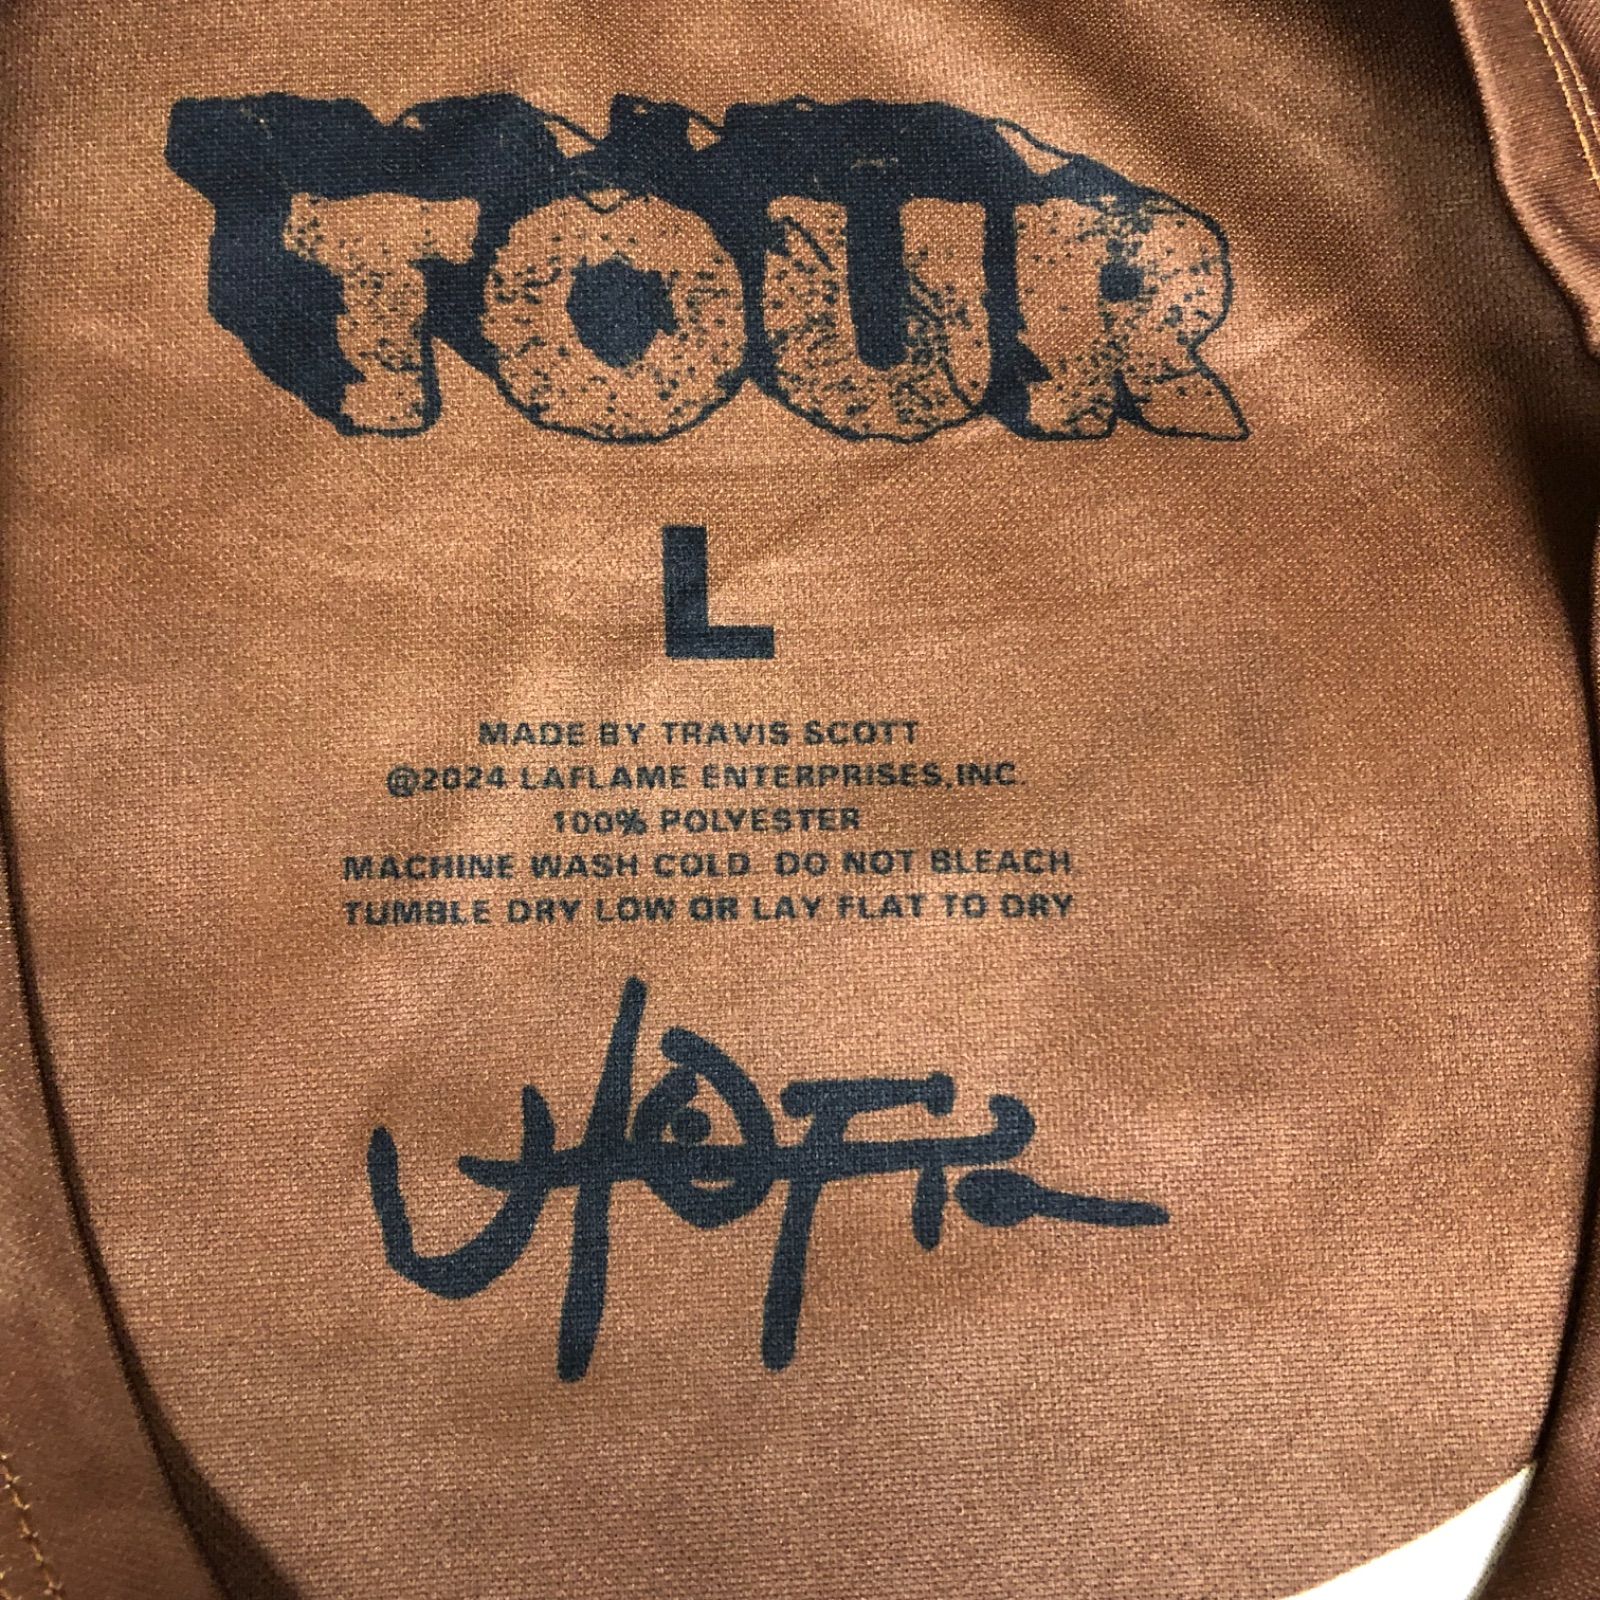 TOUR
L
MADE BY TRAVIS SCOTT
@2024 LAFLAME ENTERPRISES,INC.
100% POLYESTER
MACHINE WASH COLD. DO NOT BLEACH.
TUMBLE DRY LOW OR LAY FLAT TO DRY
UTOPIA